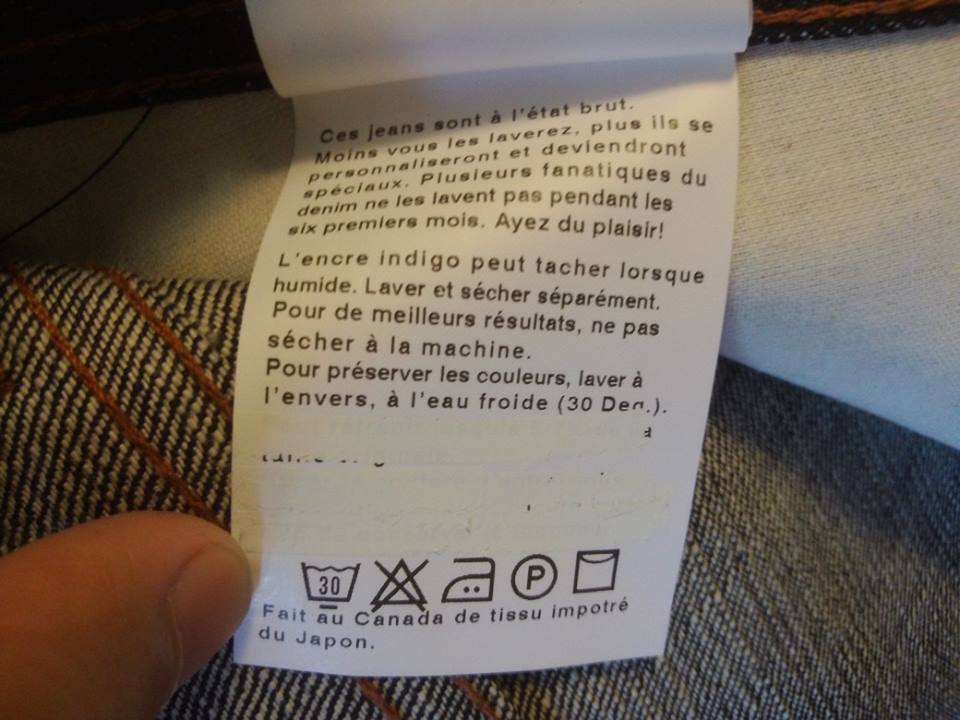 Ces jeans sont à l'état brut.
Moins vous les laverez, plus ils se
personnaliseront et deviendront
spéciaux. Plusieurs fanatiques du
denim ne les lavent pas pendant les
six premiers mois. Ayez du plaisir!
L'encre indigo peut tacher lorsque
humide. Laver et sécher séparément.
Pour de meilleurs résultats, ne pas
sécher à la machine.
Pour préserver les couleurs, laver à
l'envers, à l'eau froide (30 Deg.).
30 P
Fait au Canada de tissu impotré
du Japon.